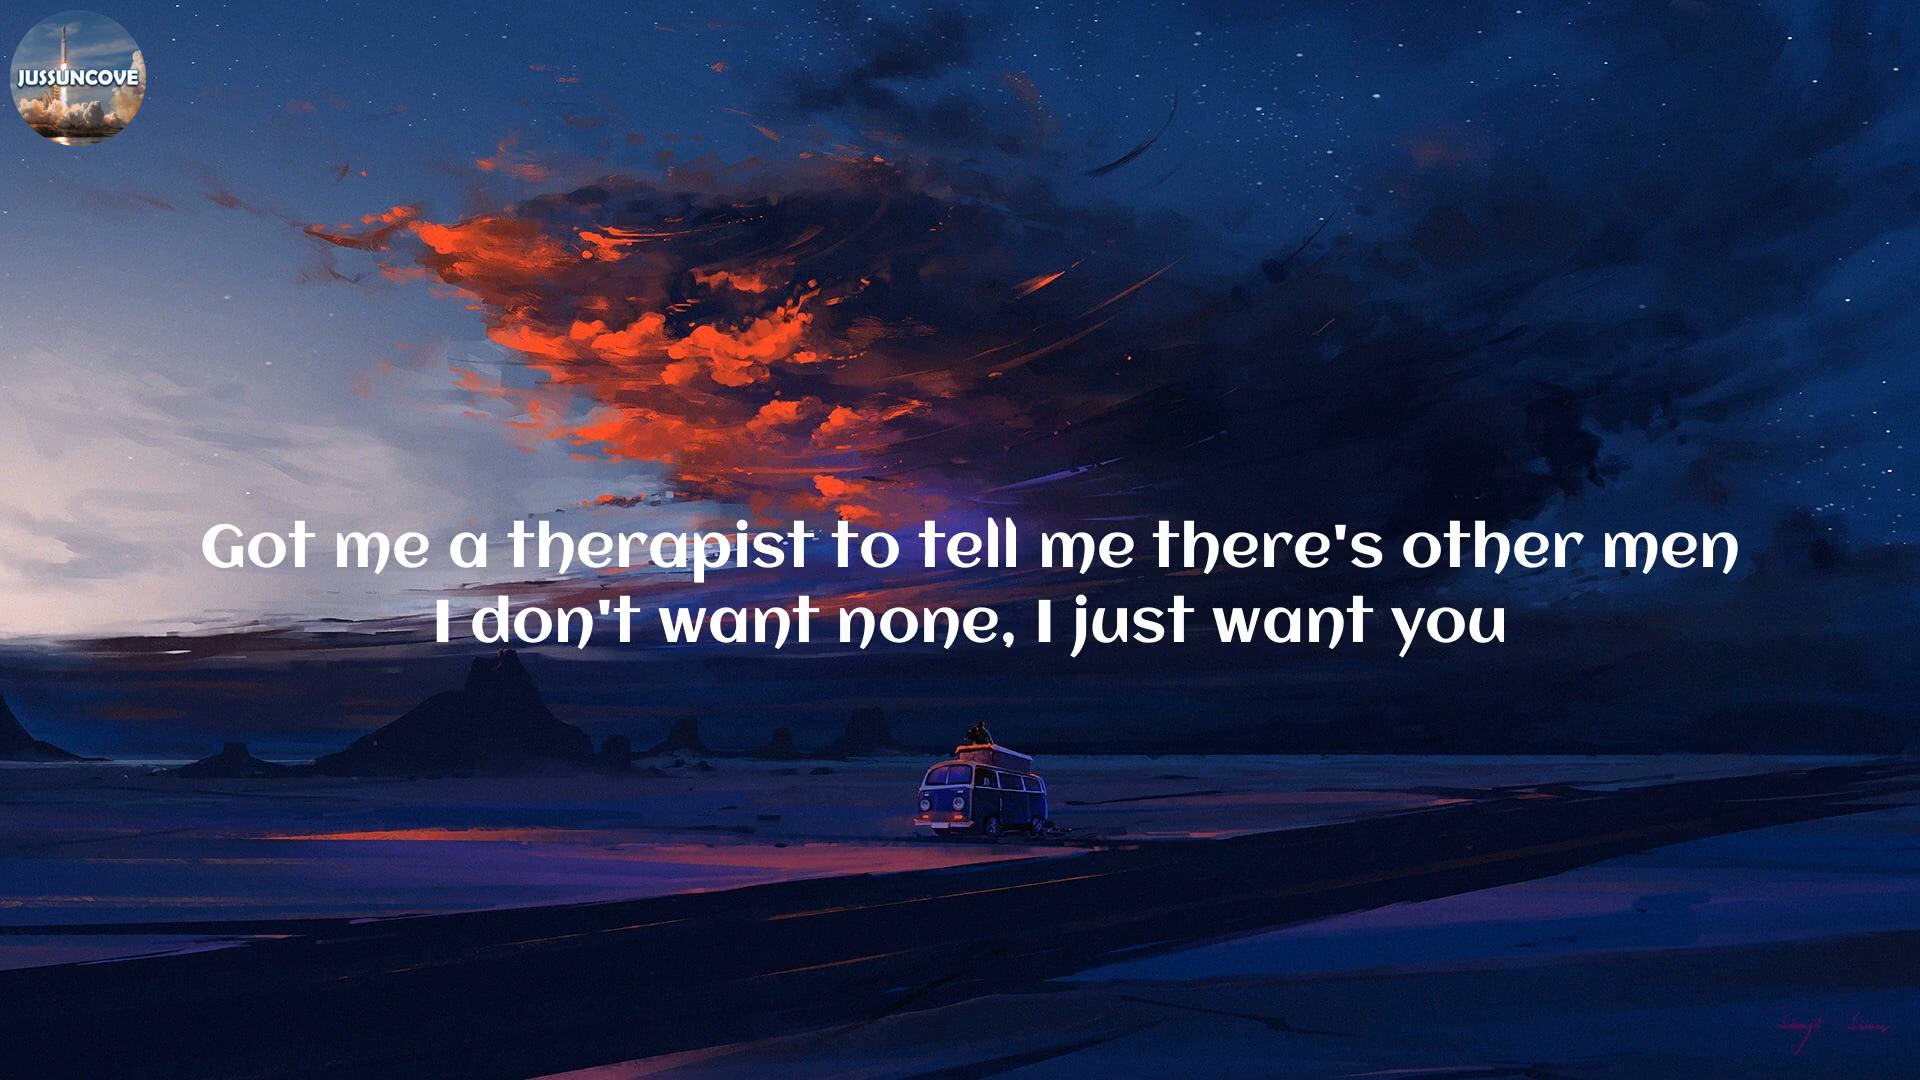 JUSSUNCOVE
Got me a therapist to tell me there's other men
I don't want none, I just want you